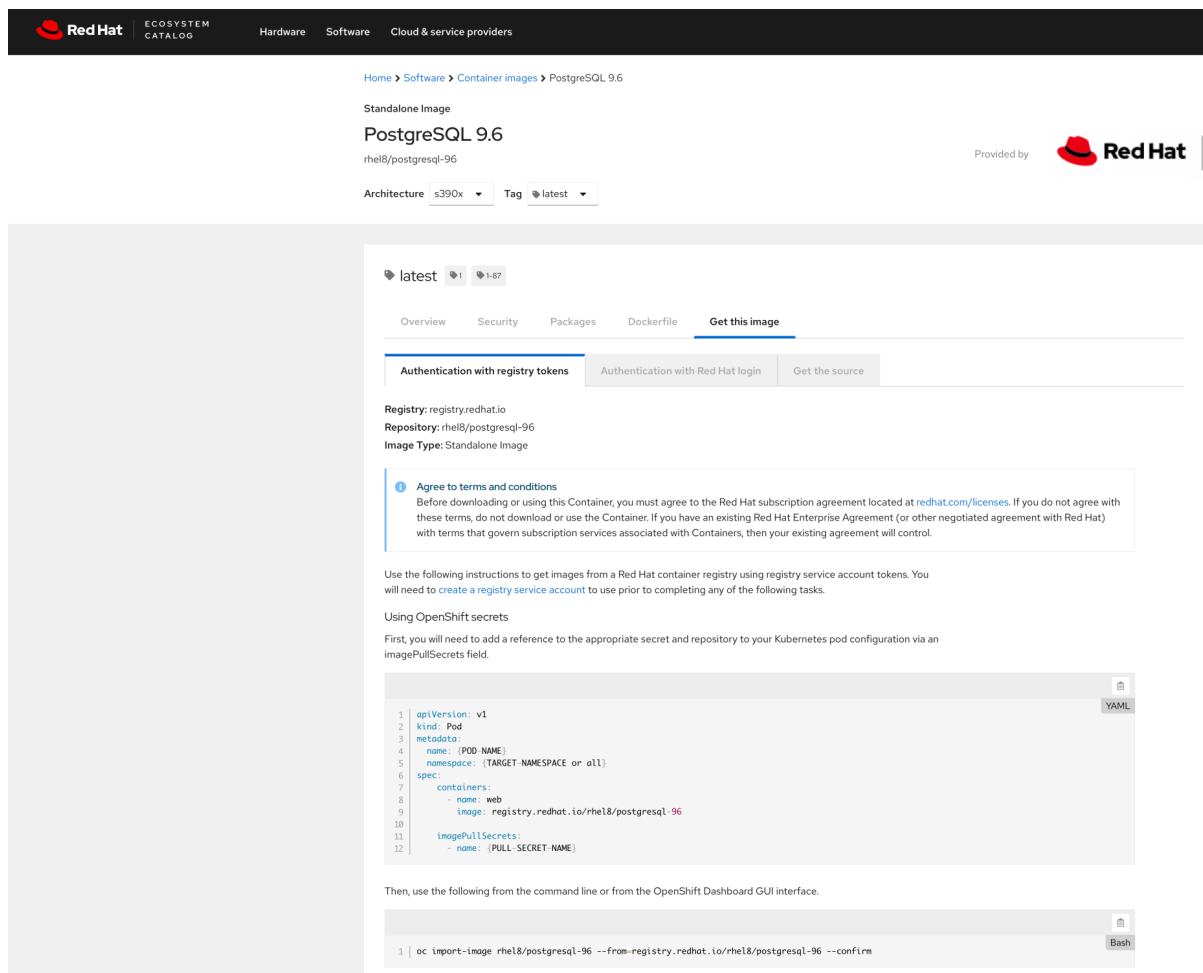 Red Hat
ECOSYSTEM
CATALOG
Hardware Software Cloud & service providers
Home > Software > Container images > PostgreSQL 9.6
Standalone Image
PostgreSQL 9.6
rhel8/postgresql-96
Provided by
Red Hat
Architecture s390x Tag latest
latest 1 1-87
Overview Security Packages Dockerfile Get this image
Authentication with registry tokens Authentication with Red Hat login Get the source
Registry: registry.redhat.io
Repository: rhel8/postgresql-96
Image Type: Standalone Image
Agree to terms and conditions
Before downloading or using this Container, you must agree to the Red Hat subscription agreement located at redhat.com/licenses. If you do not agree with
these terms, do not download or use the Container. If you have an existing Red Hat Enterprise Agreement (or other negotiated agreement with Red Hat)
with terms that govern subscription services associated with Containers, then your existing agreement will control.
Use the following instructions to get images from a Red Hat container registry using registry service account tokens. You
will need to create a registry service account to use prior to completing any of the following tasks.
Using OpenShift secrets
First, you will need to add a reference to the appropriate secret and repository to your Kubernetes pod configuration via an
imagePullSecrets field.
YAML
1 apiVersion: v1
2 kind: Pod
3 metadata:
4   name: {POD-NAME}
5   namespace: {TARGET-NAMESPACE or all}
6 spec:
7     containers:
8       - name: web
9         image: registry.redhat.io/rhel8/postgresql-96
10
11     imagePullSecrets:
12       - name: {PULL-SECRET-NAME}
Then, use the following from the command line or from the OpenShift Dashboard GUI interface.
Bash
1 oc import-image rhel8/postgresql-96 --from=registry.redhat.io/rhel8/postgresql-96 --confirm